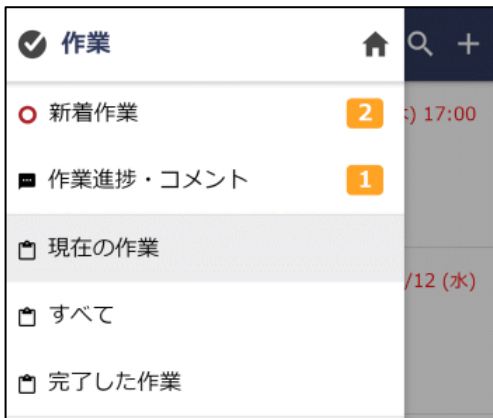 作業
新着作業 2
:) 17:00
作業進捗・コメント 1
現在の作業
/12 (水)
すべて
完了した作業